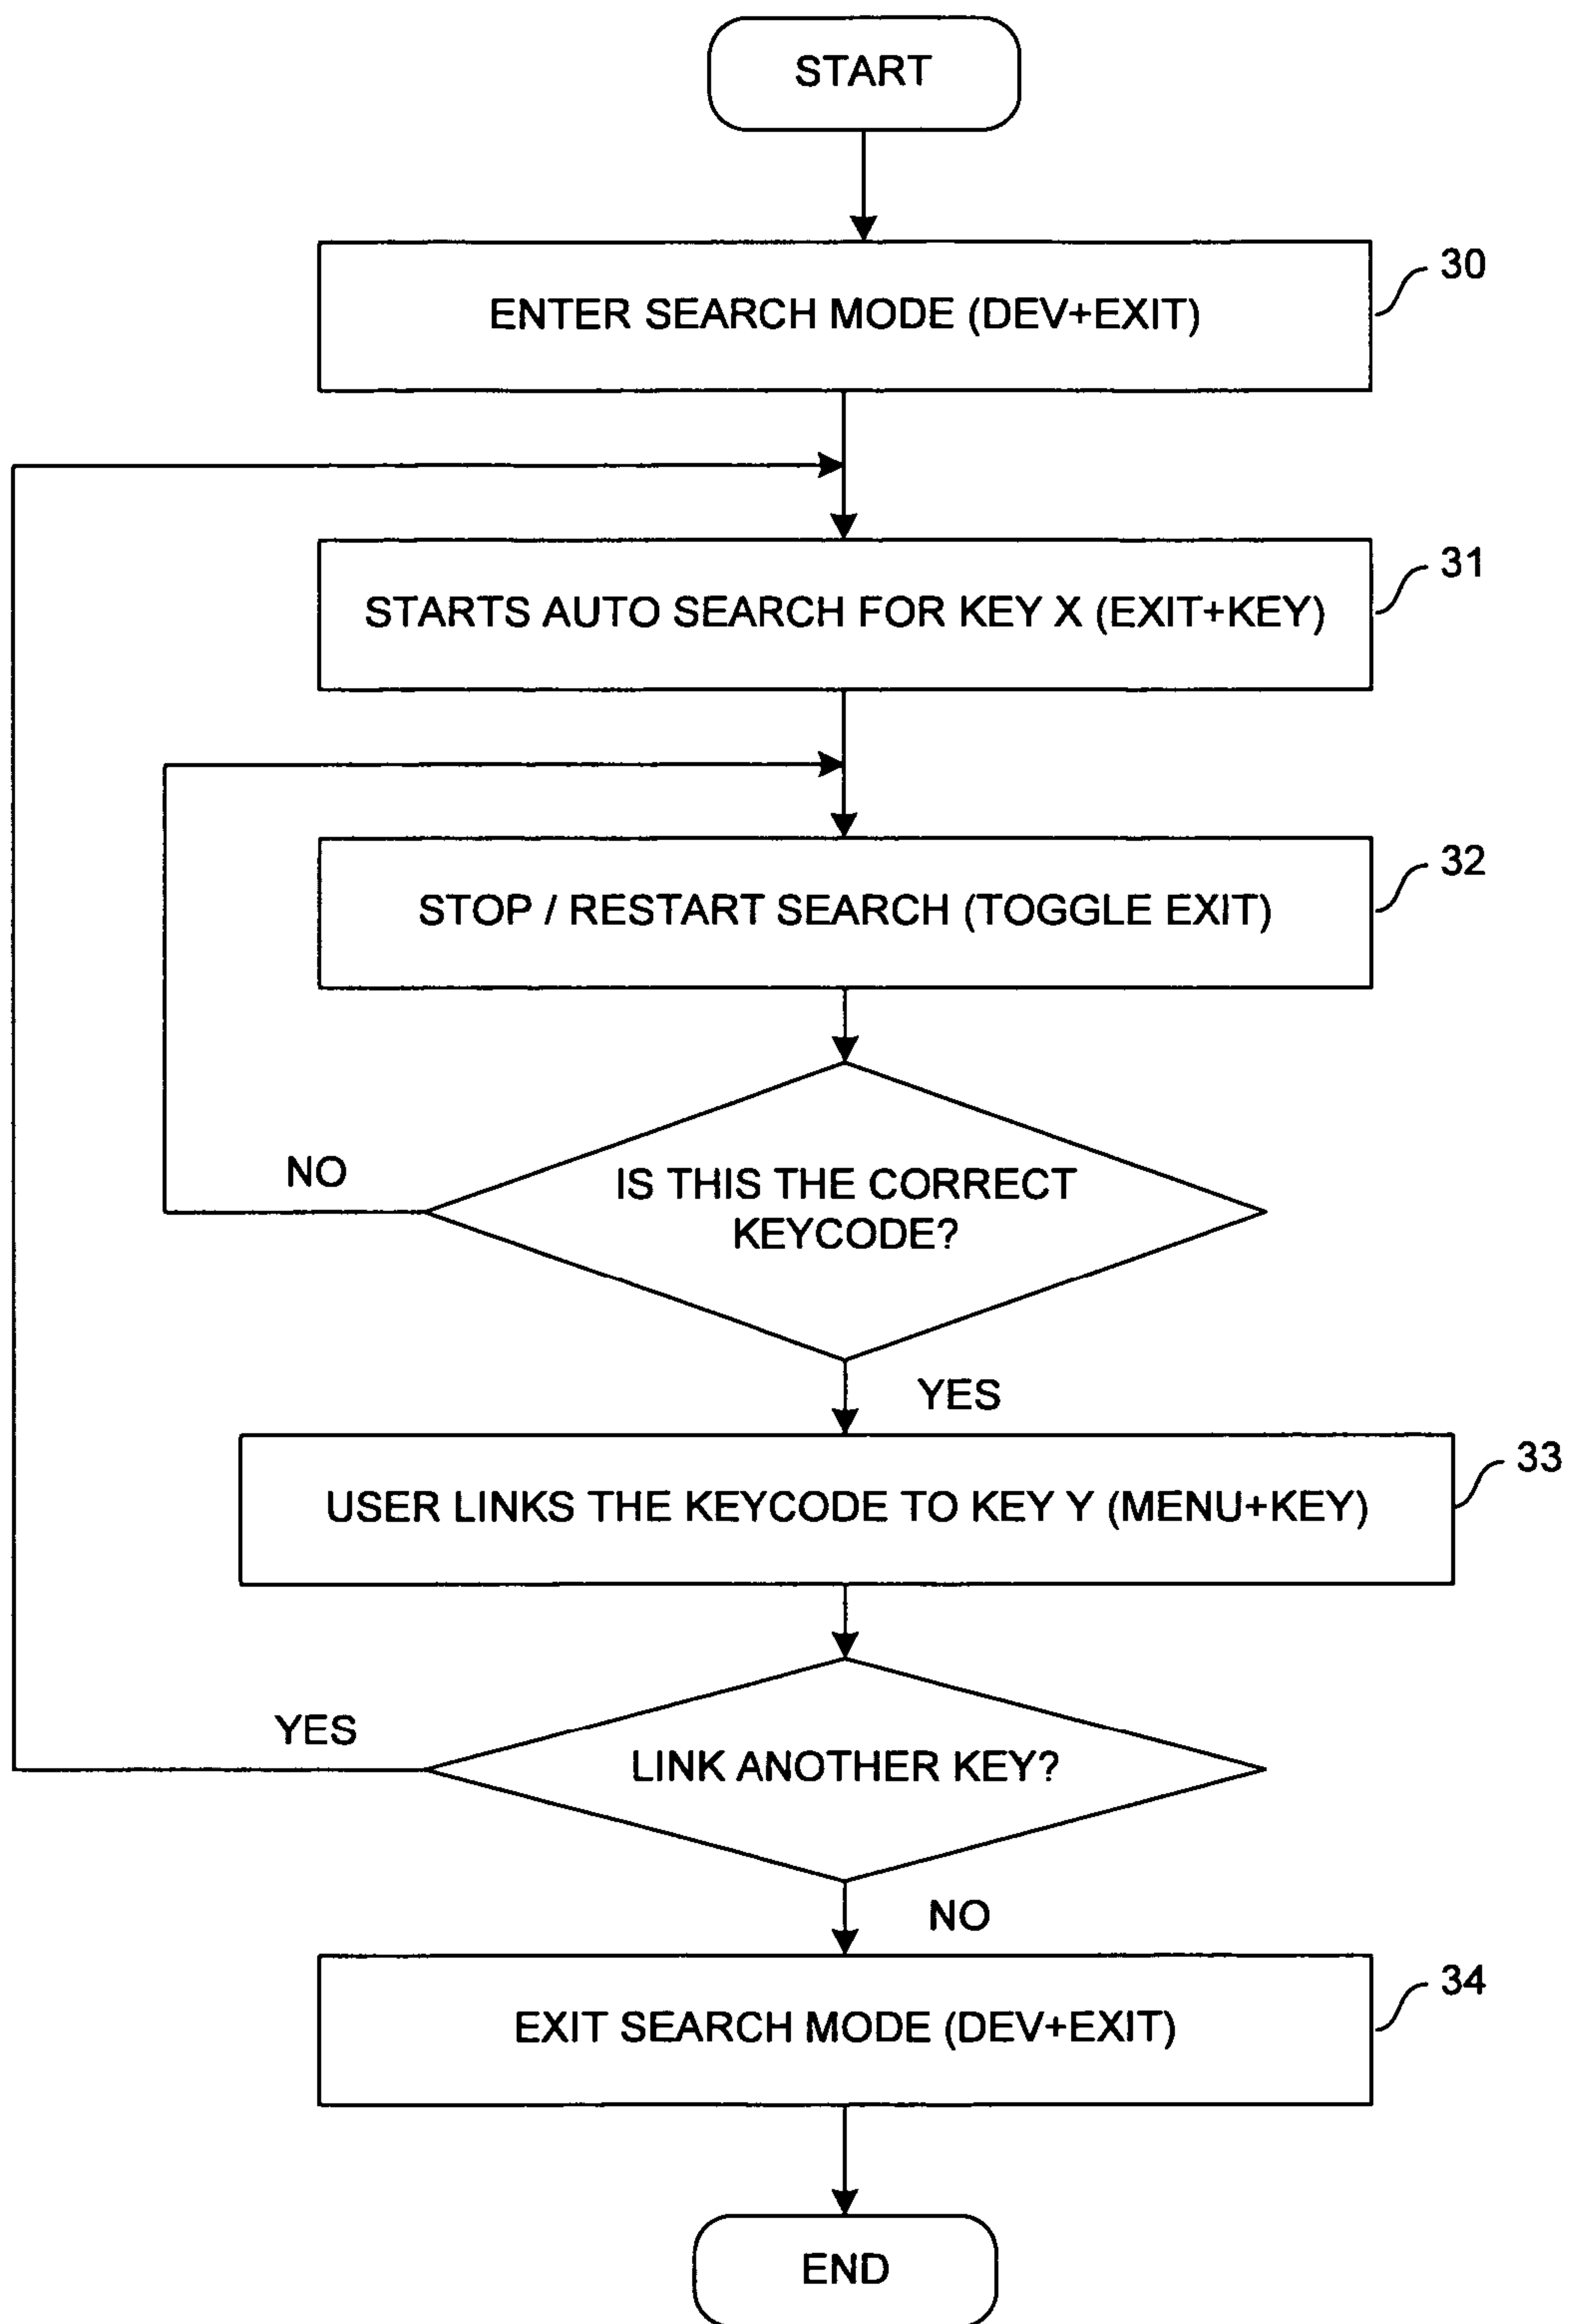 START
ENTER SEARCH MODE (DEV+EXIT)
30
STARTS AUTO SEARCH FOR KEY X (EXIT+KEY)
31
STOP / RESTART SEARCH (TOGGLE EXIT)
32
IS THIS THE CORRECT
KEYCODE?
NO
YES
USER LINKS THE KEYCODE TO KEY Y (MENU+KEY)
33
LINK ANOTHER KEY?
YES
NO
EXIT SEARCH MODE (DEV+EXIT)
34
END